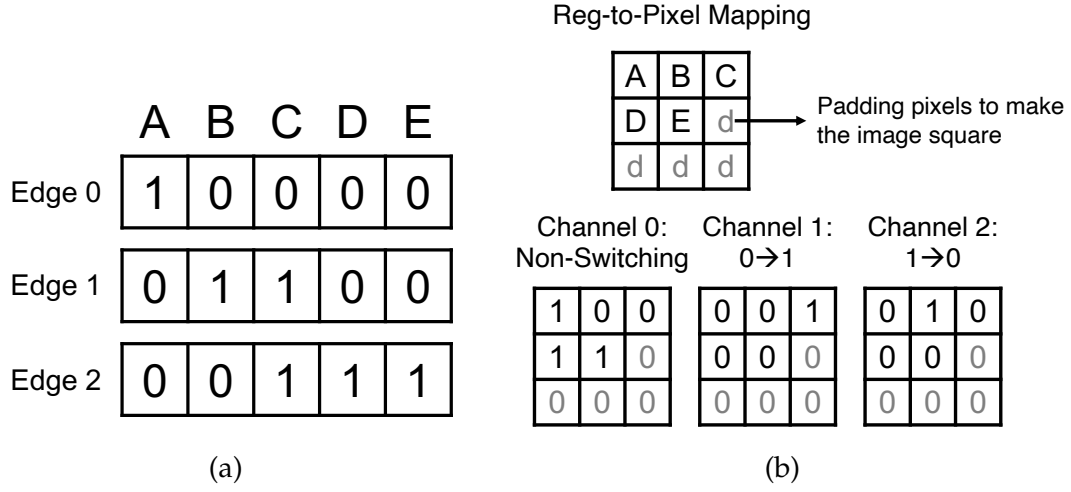 A B C D E
Edge 0 1 0 0 0 0
Edge 1 0 1 1 0 0
Edge 2 0 0 1 1 1
(a)
Reg-to-Pixel Mapping
A B C
D E d
d d d
Padding pixels to make
the image square
Channel 0:
Non-Switching
1 0 0
1 1 0
0 0 0
Channel 1:
0→1
0 0 1
0 0 0
0 0 0
Channel 2:
1→0
0 1 0
0 0 0
0 0 0
(b)